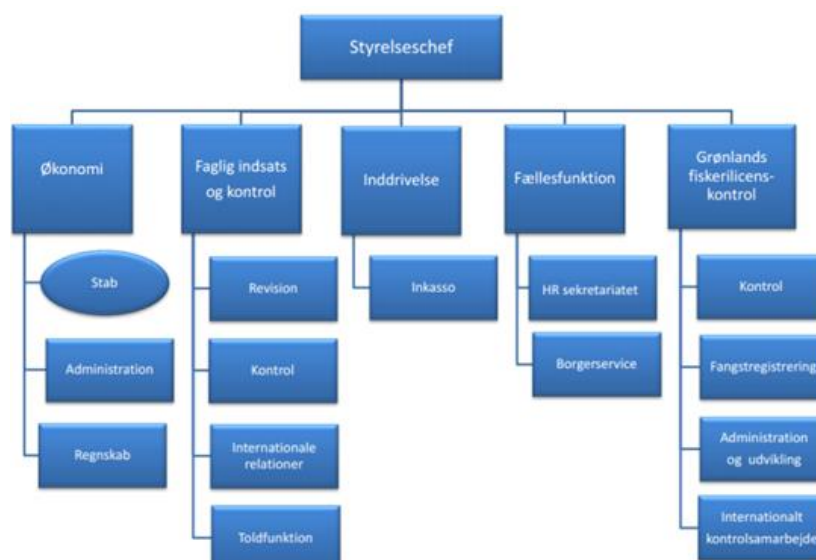 Styrelseschef
Økonomi
Faglig indsats
og kontrol
Inddrivelse
Fællesfunktion
Grønlands
fiskerilicens-
kontrol
Stab
Administration
Regnskab
Revision
Kontrol
Internationale
relationer
Toldfunktion
Inkasso
HR sekretariatet
Borgerservice
Kontrol
Fangstregistrering
Administration
og udvikling
Internationalt
kontrolsamarbejde